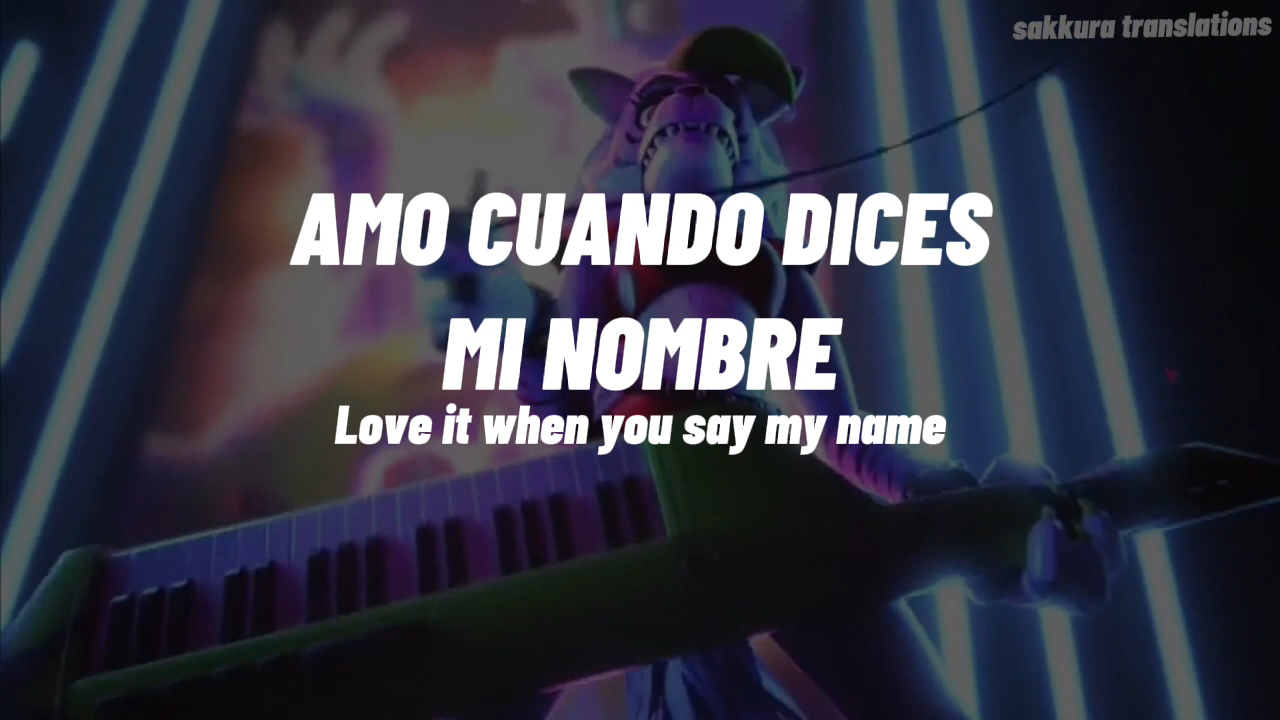 sakkura translations
AMO CUANDO DICES
MI NOMBRE
Love it when you say my name